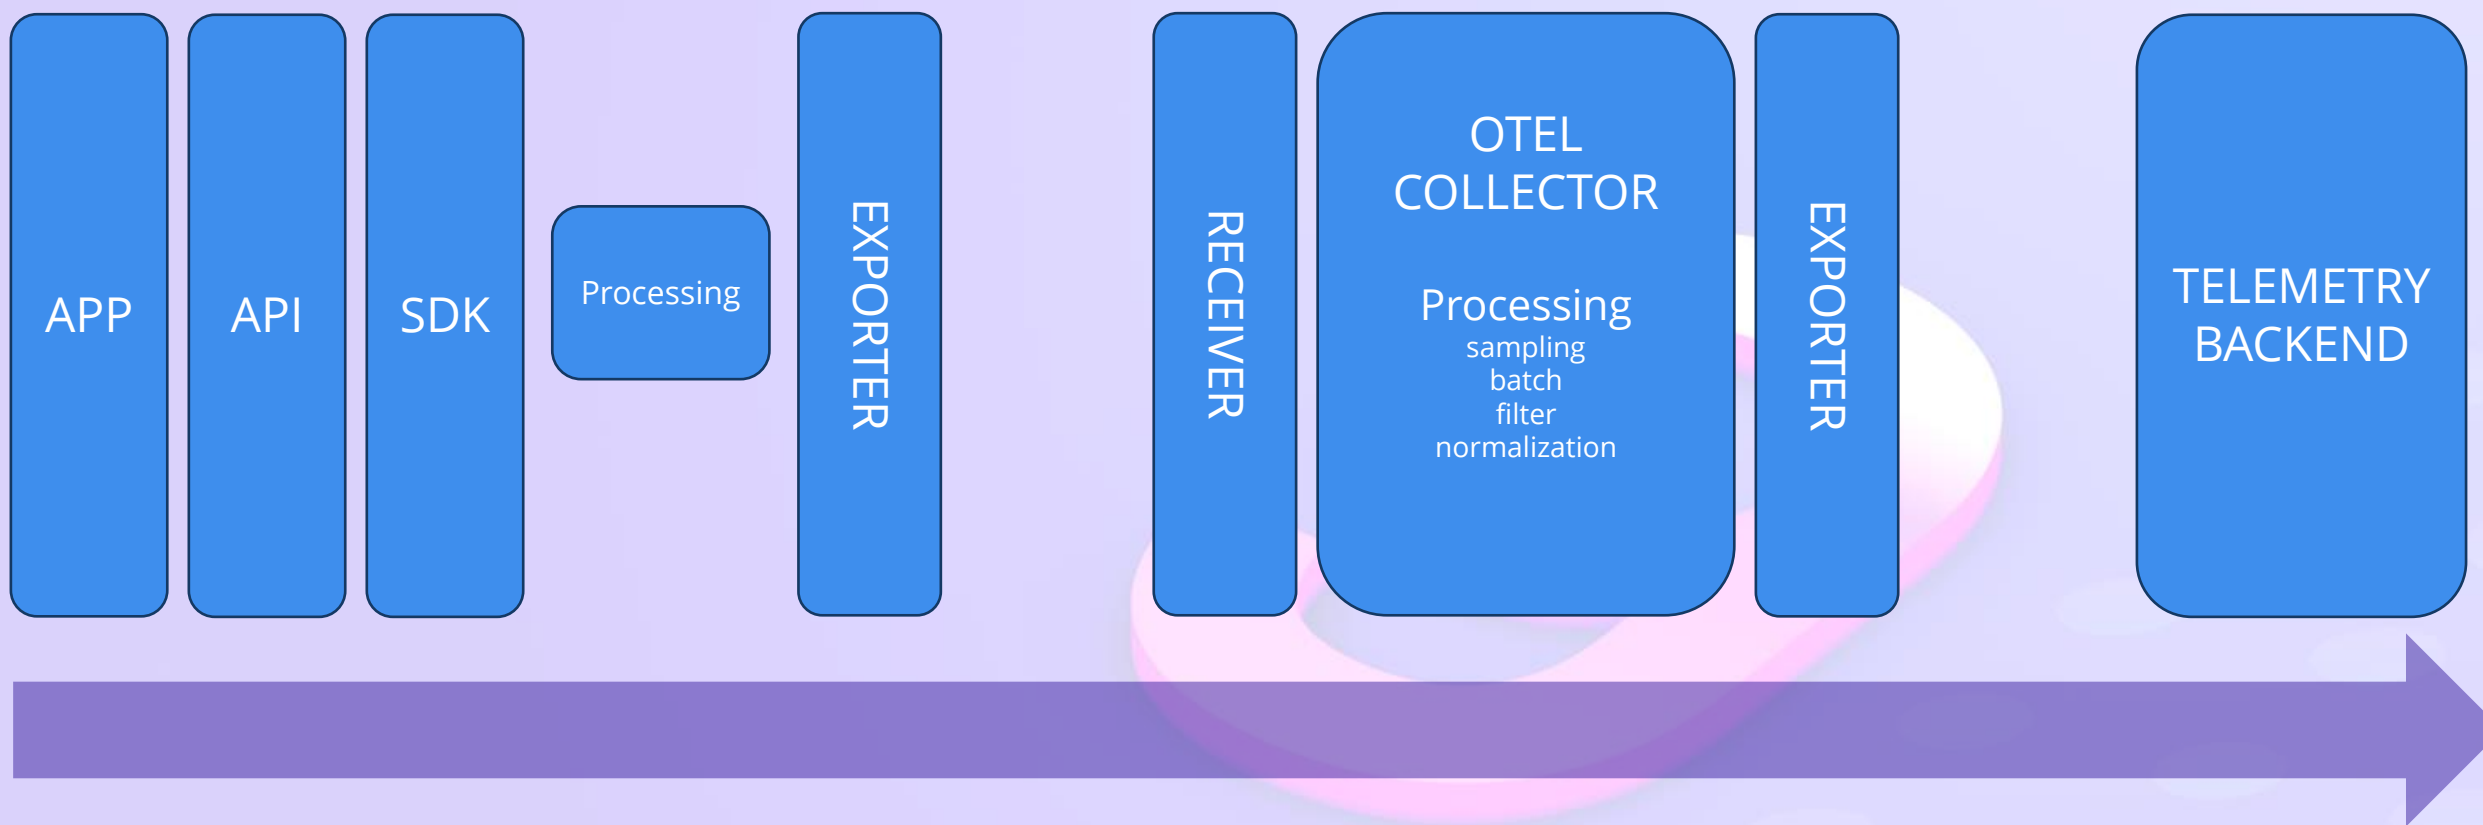 APP
API
SDK
Processing
EXPORTER
RECEIVER
OTEL
COLLECTOR
Processing
sampling
batch
filter
normalization
EXPORTER
TELEMETRY
BACKEND